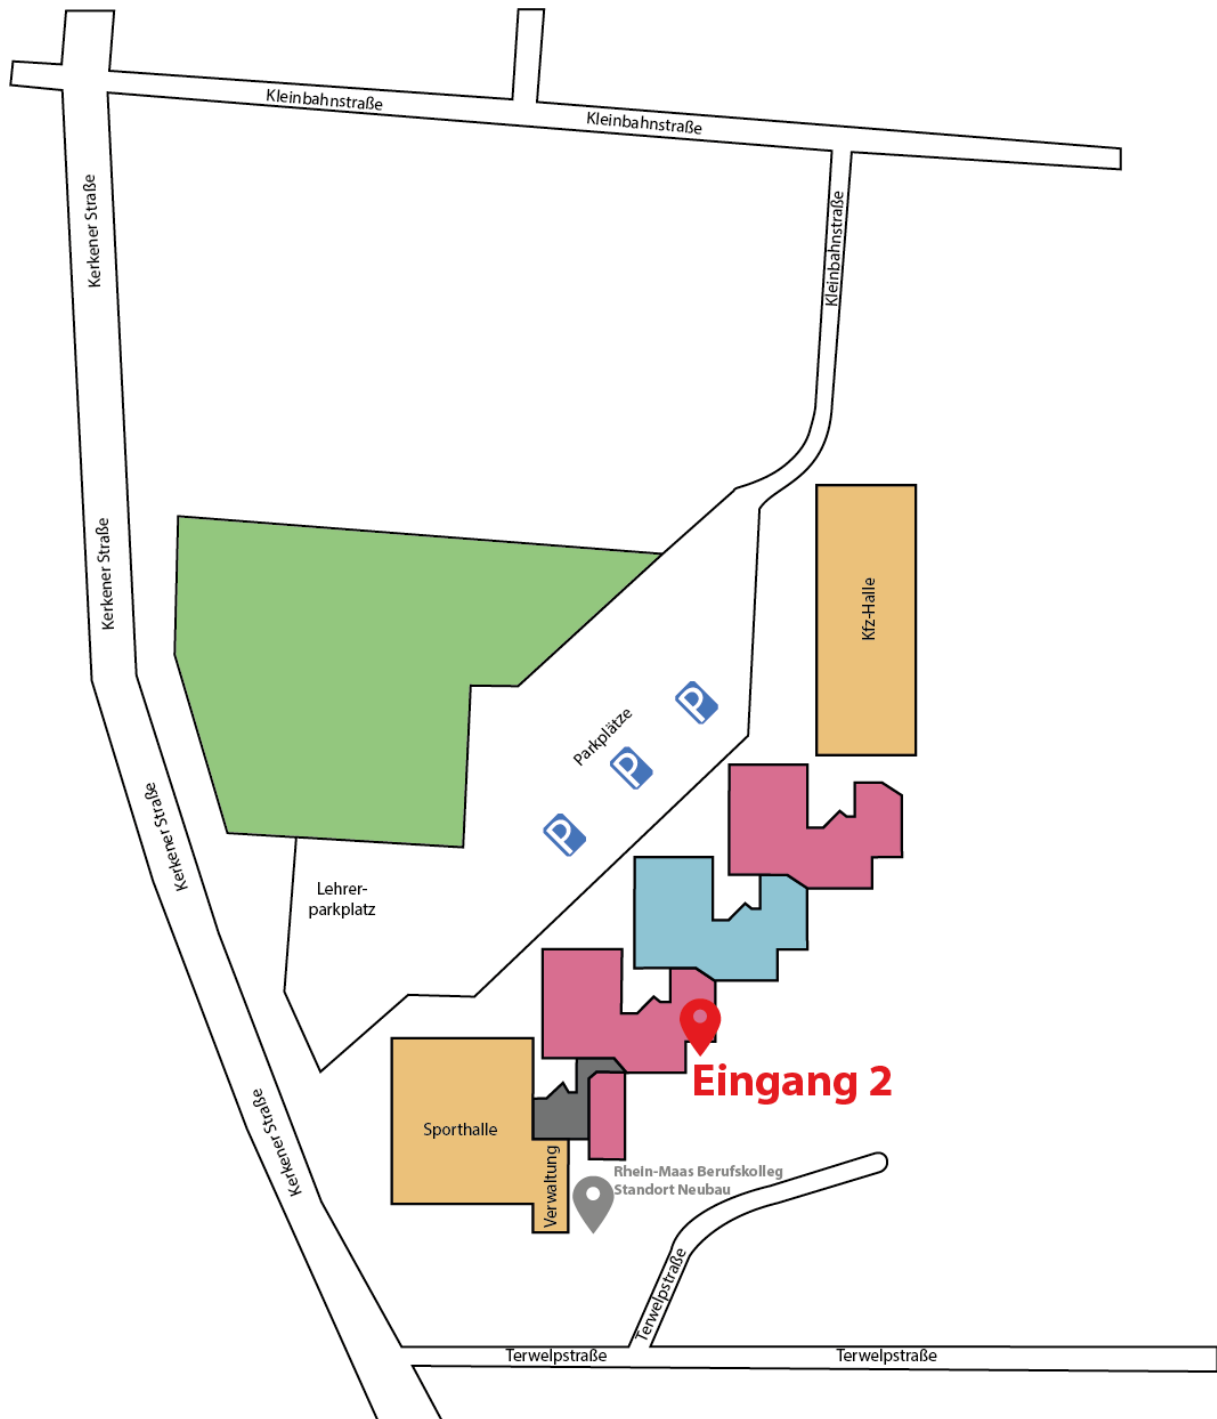 Kleinbahnstraße
Kleinbahnstraße
Kerkener Straße
Kleinbahnstraße
Kerkener Straße
Kfz-Halle
Parkplätze
P
P
P
Kerkener Straße
Lehrer-
parkplatz
Eingang 2
Kerkener Straße
Sporthalle
Verwaltung
Rhein-Maas Berufskolleg
Standort Neubau
Terwelpstraße
Terwelpstraße
Terwelpstraße